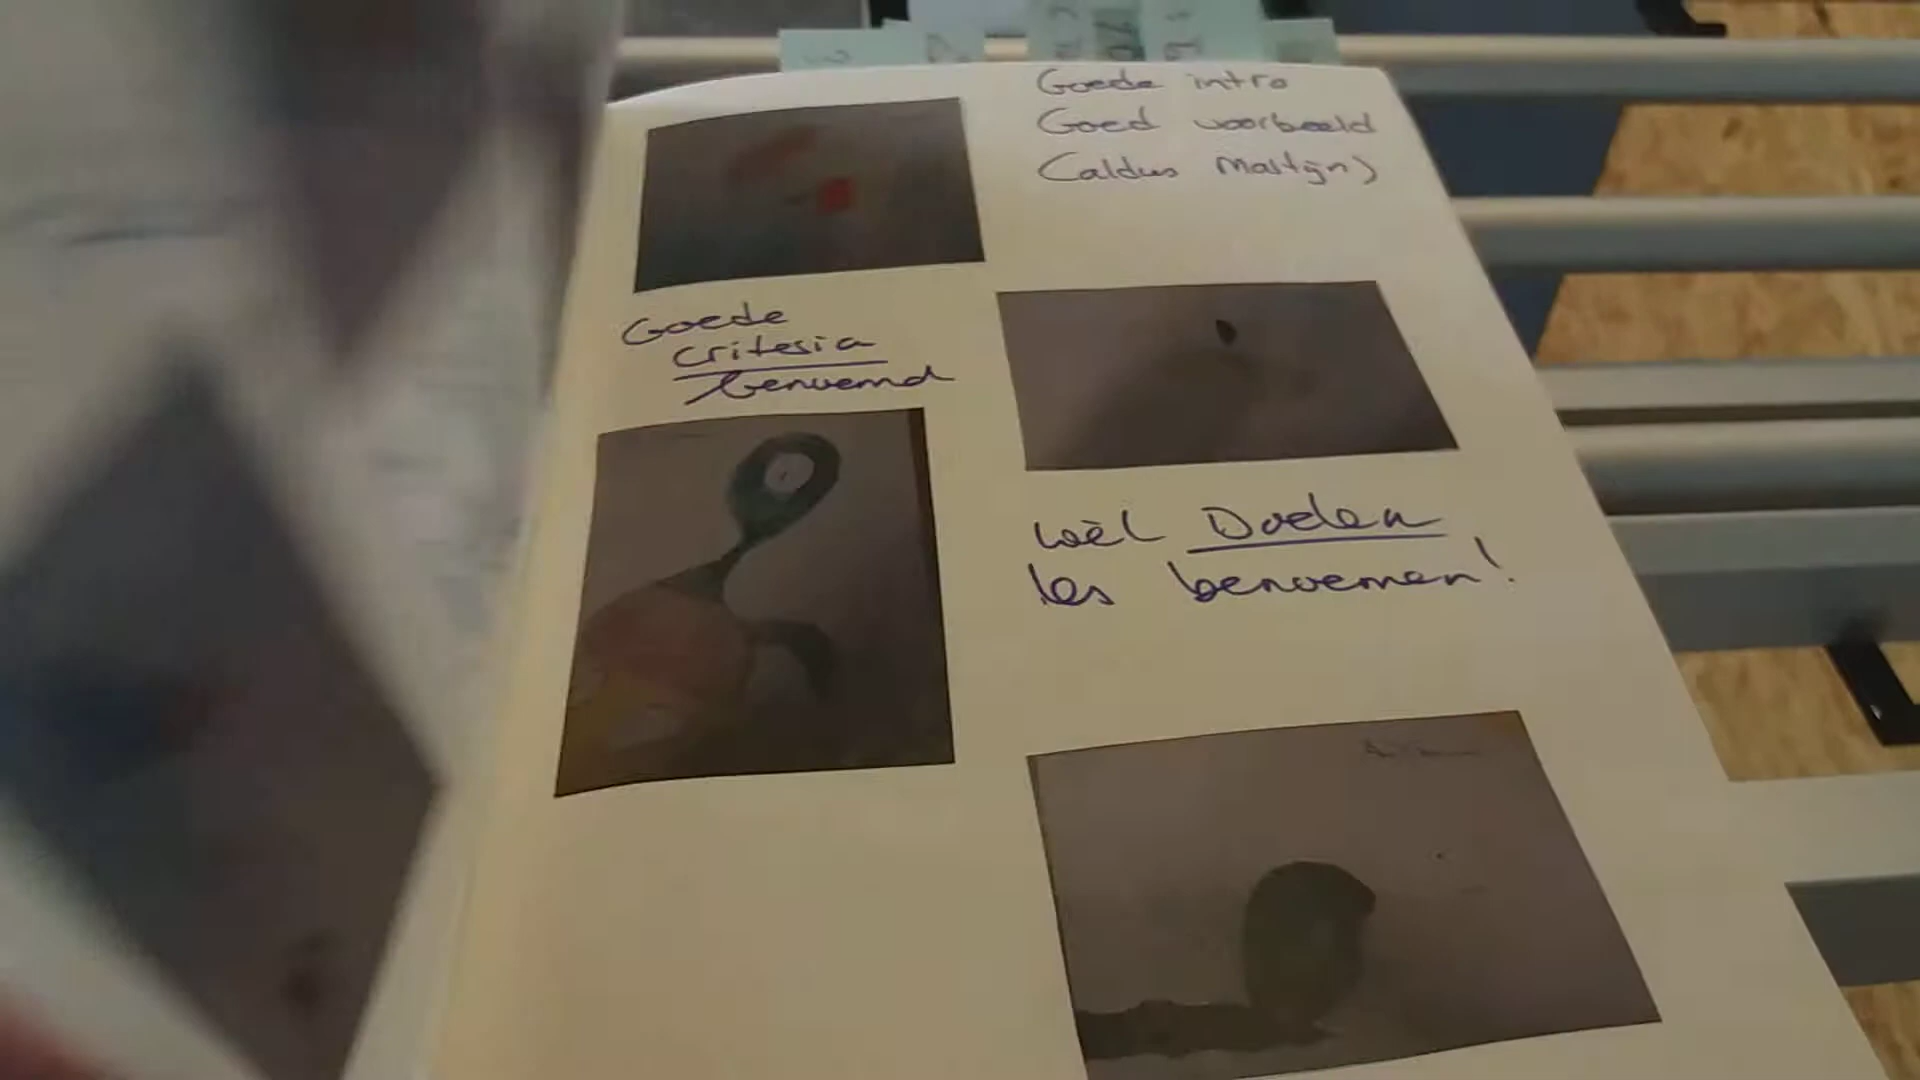 Goede intro
Goed voorbeeld
(aldus Martijn)
Goede
criteria
benoemd
wèl Doelen
les benoemen!